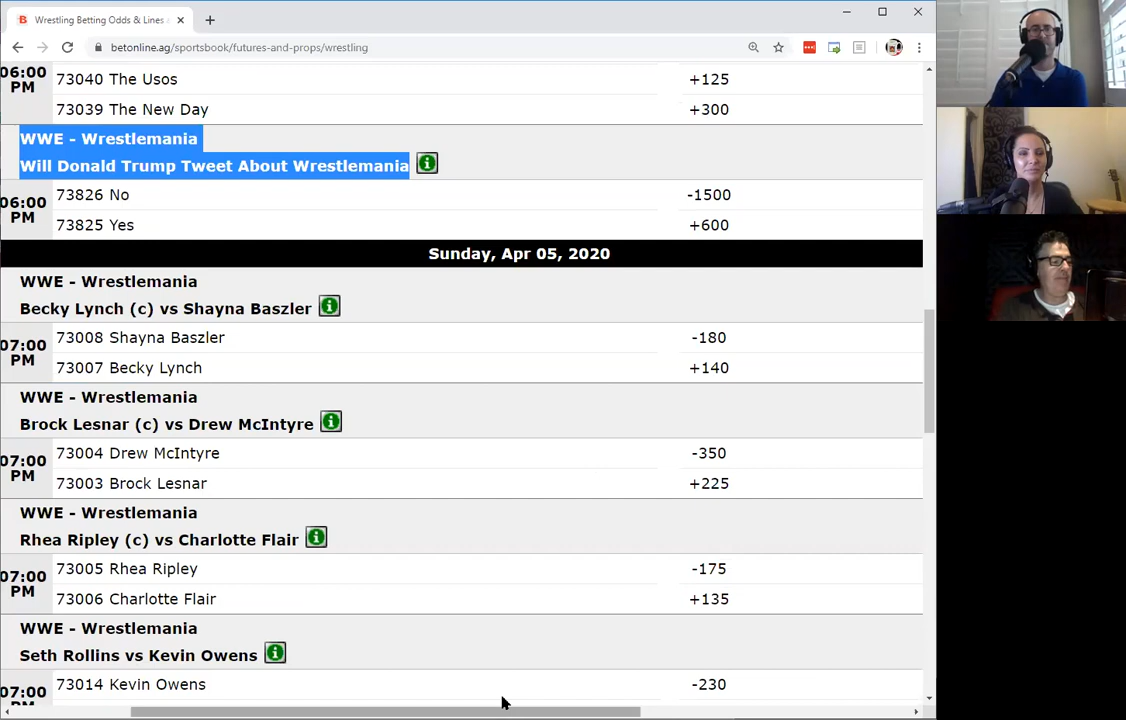 Wrestling Betting Odds & Lines
betonline.ag/sportsbook/futures-and-props/wrestling
06:00 PM
73040 The Usos +125
73039 The New Day +300
WWE - Wrestlemania
Will Donald Trump Tweet About Wrestlemania
06:00 PM
73826 No -1500
73825 Yes +600
Sunday, Apr 05, 2020
WWE - Wrestlemania
Becky Lynch (c) vs Shayna Baszler
07:00 PM
73008 Shayna Baszler -180
73007 Becky Lynch +140
WWE - Wrestlemania
Brock Lesnar (c) vs Drew McIntyre
07:00 PM
73004 Drew McIntyre -350
73003 Brock Lesnar +225
WWE - Wrestlemania
Rhea Ripley (c) vs Charlotte Flair
07:00 PM
73005 Rhea Ripley -175
73006 Charlotte Flair +135
WWE - Wrestlemania
Seth Rollins vs Kevin Owens
07:00 PM
73014 Kevin Owens -230